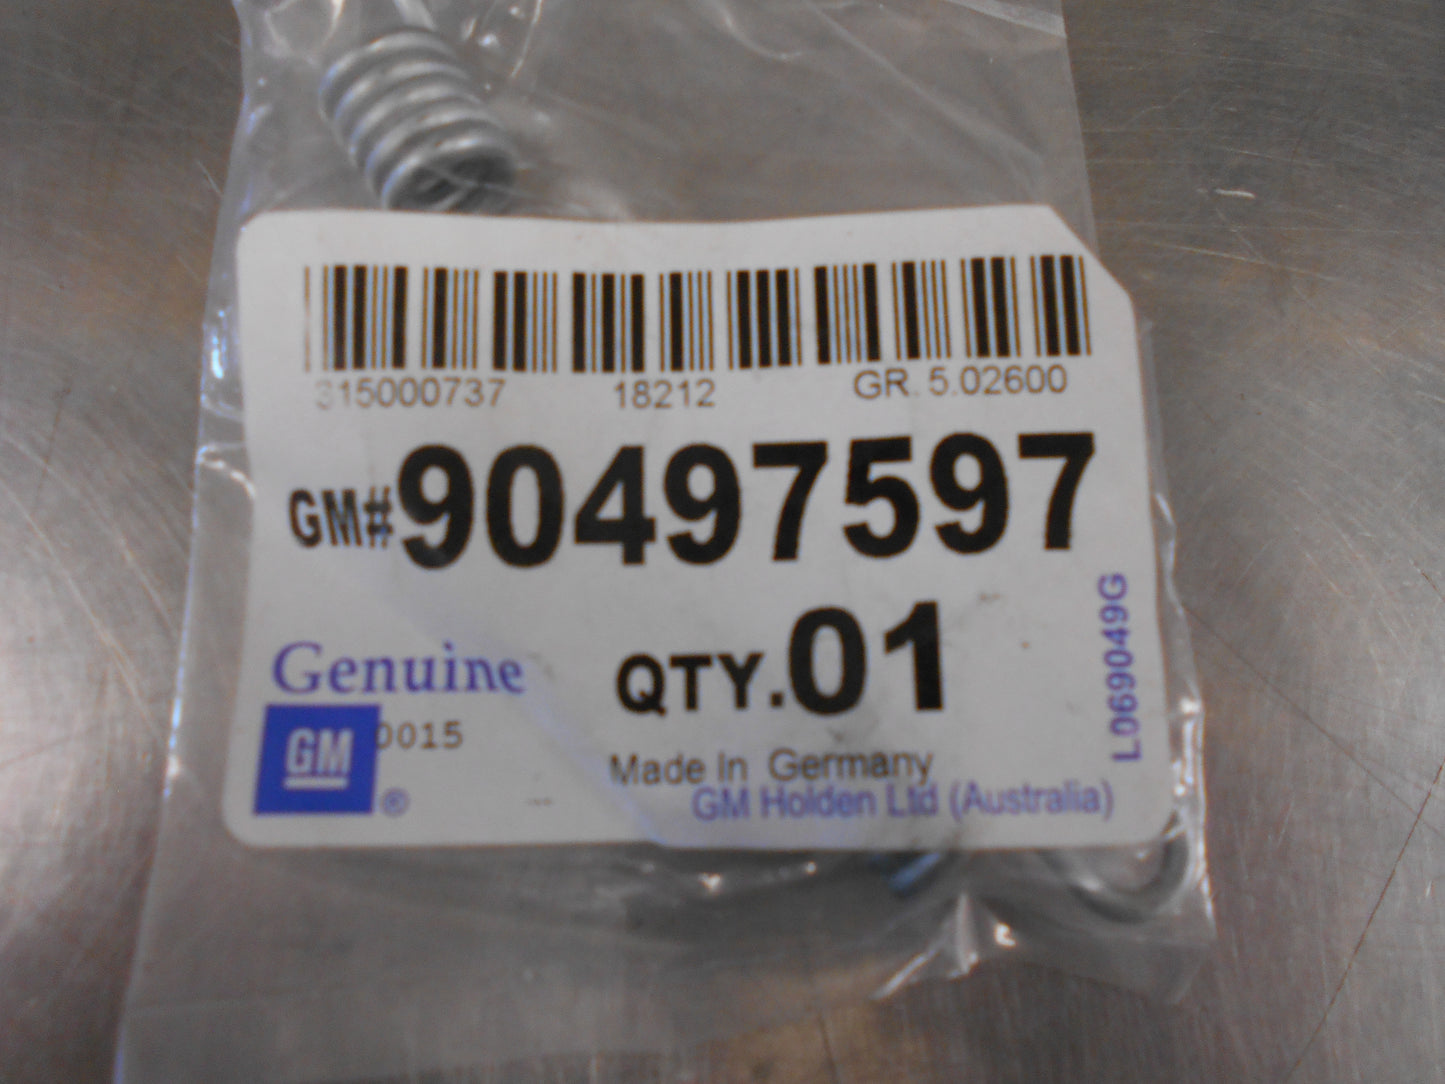 315000737 18212 GR. 5.02600
GM# 90497597
QTY. 01
L069049G
Genuine
GM 0015
®
Made In Germany
GM Holden Ltd (Australia)